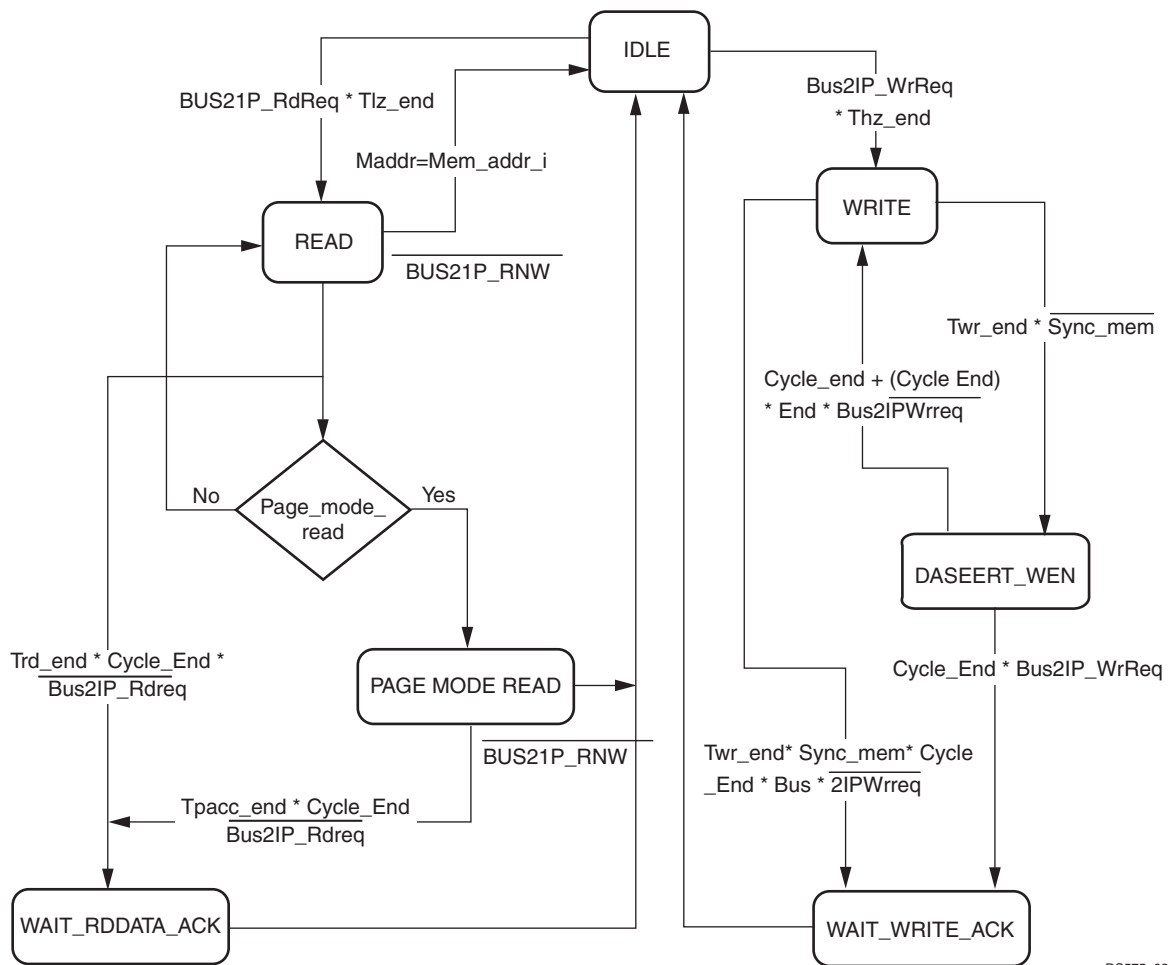 IDLE
BUS21P_RdReq * Tlz_end
Bus2IP_WrReq
* Thz_end
Maddr=Mem_addr_i
READ
BUS21P_RNW
WRITE
Twr_end * Sync_mem
Cycle_end + (Cycle End)
* End * Bus2IPWrreq
No
Page_mode_
read
Yes
DASEERT_WEN
Trd_end * Cycle_End *
Bus2IP_Rdreq
PAGE MODE READ
Cycle_End * Bus2IP_WrReq
BUS21P_RNW
Twr_end* Sync_mem* Cycle
_End * Bus * 2IPWrreq
Tpacc_end * Cycle_End
Bus2IP_Rdreq
WAIT_RDDATA_ACK
WAIT_WRITE_ACK